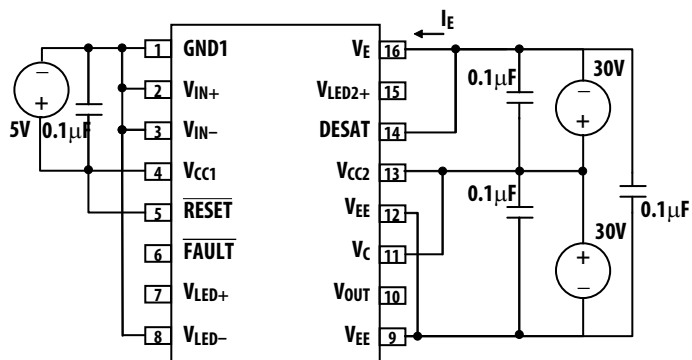 I_E
1 GND1
2 V_IN+
3 V_IN–
4 V_CC1
5 RESET
6 FAULT
7 V_LED+
8 V_LED–
V_E 16
V_LED2+ 15
DESAT 14
V_CC2 13
V_EE 12
V_C 11
V_OUT 10
V_EE 9
–
+
5V
0.1µF
0.1µF
30V
–
+
0.1µF
30V
+
–
0.1µF